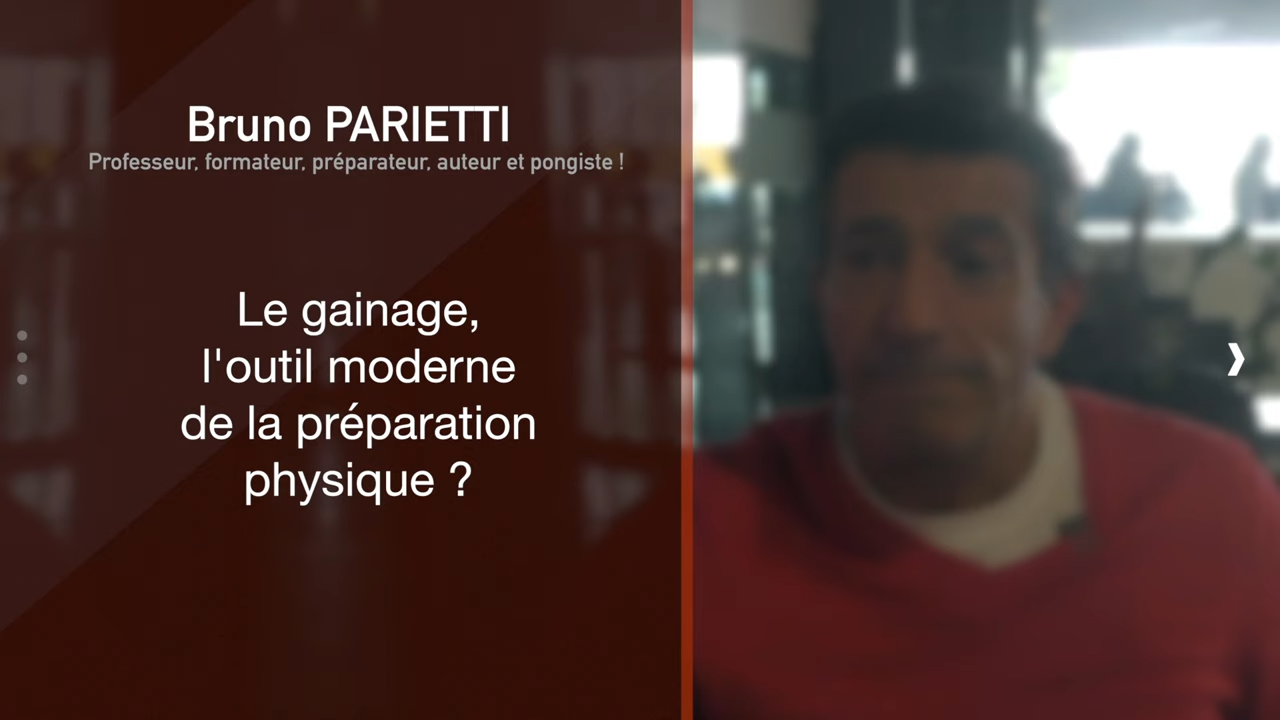 Bruno PARIETTI
Professeur, formateur, préparateur, auteur et pongiste !
Le gainage,
l'outil moderne
de la préparation
physique ?